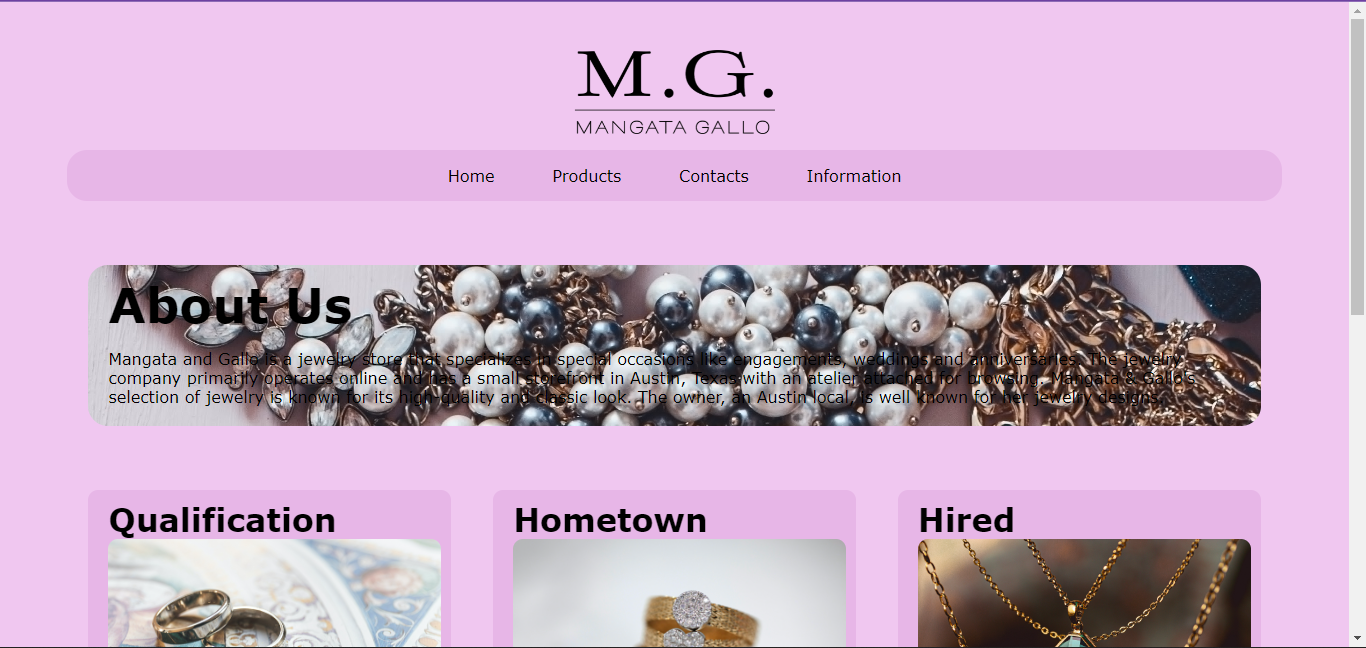 M.G.
MANGATA GALLO
Home Products Contacts Information
About Us
Mangata and Gallo is a jewelry store that specializes in special occasions like engagements, weddings and anniversaries. The jewelry
company primarily operates online and has a small storefront in Austin, Texas with an atelier attached for browsing. Mangata & Gallo's
selection of jewelry is known for its high-quality and classic look. The owner, an Austin local, is well known for her jewelry designs.
Qualification
Hometown
Hired